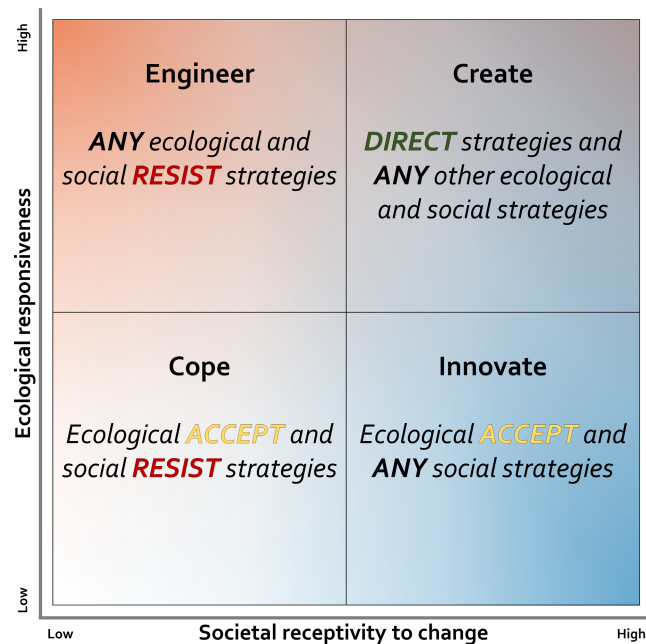 High
Engineer
ANY ecological and
social RESIST strategies
Create
DIRECT strategies and
ANY other ecological
and social strategies
Ecological responsiveness
Cope
Ecological ACCEPT and
social RESIST strategies
Innovate
Ecological ACCEPT and
ANY social strategies
Low
Low
Societal receptivity to change
High